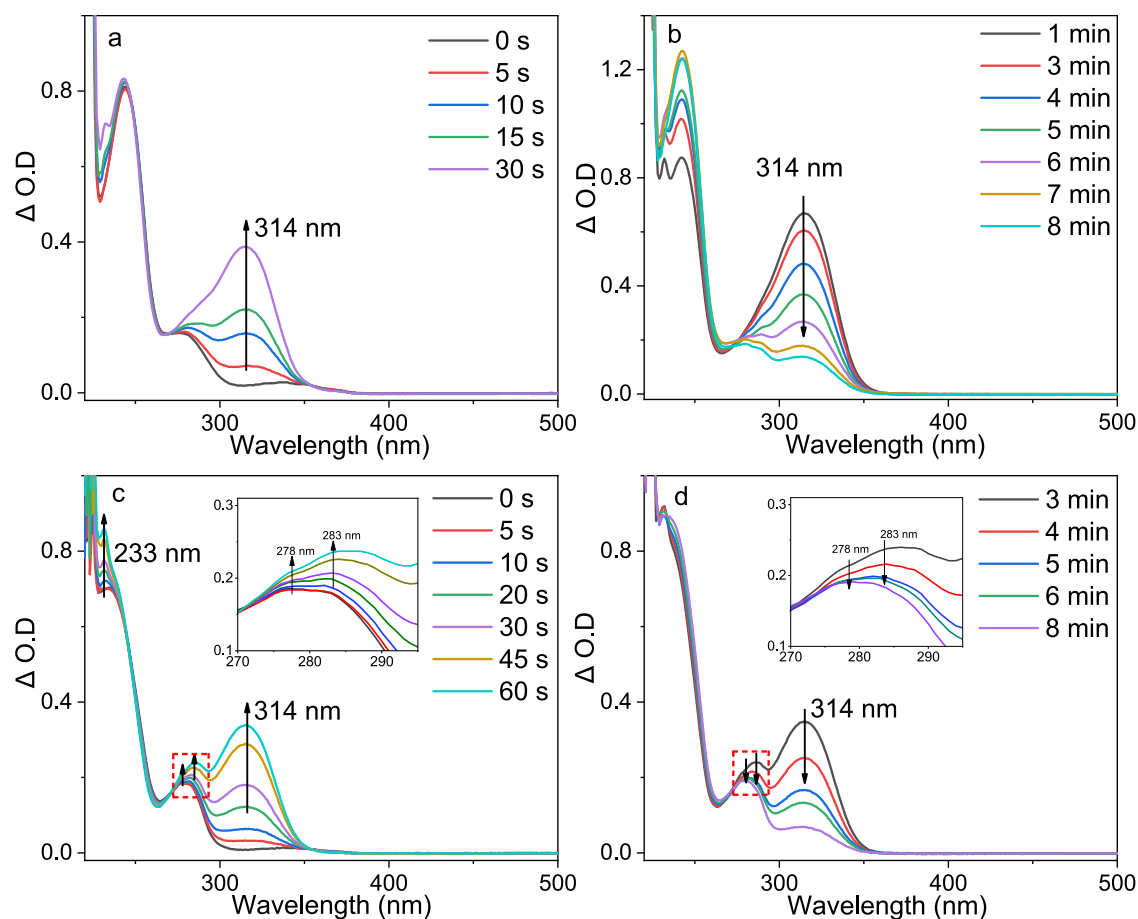 a
0 s
5 s
10 s
15 s
30 s
314 nm
0.8
0.4
0.0
Δ O.D
300
400
500
Wavelength (nm)
b
1 min
3 min
4 min
5 min
6 min
7 min
8 min
314 nm
1.2
0.8
0.4
0.0
Δ O.D
300
400
500
Wavelength (nm)
c
0 s
5 s
10 s
20 s
30 s
45 s
60 s
233 nm
314 nm
0.3
0.2
0.1
278 nm
283 nm
270
280
290
0.8
0.4
0.0
Δ O.D
300
400
500
Wavelength (nm)
d
3 min
4 min
5 min
6 min
8 min
314 nm
0.3
0.2
0.1
278 nm
283 nm
270
280
290
0.8
0.4
0.0
Δ O.D
300
400
500
Wavelength (nm)